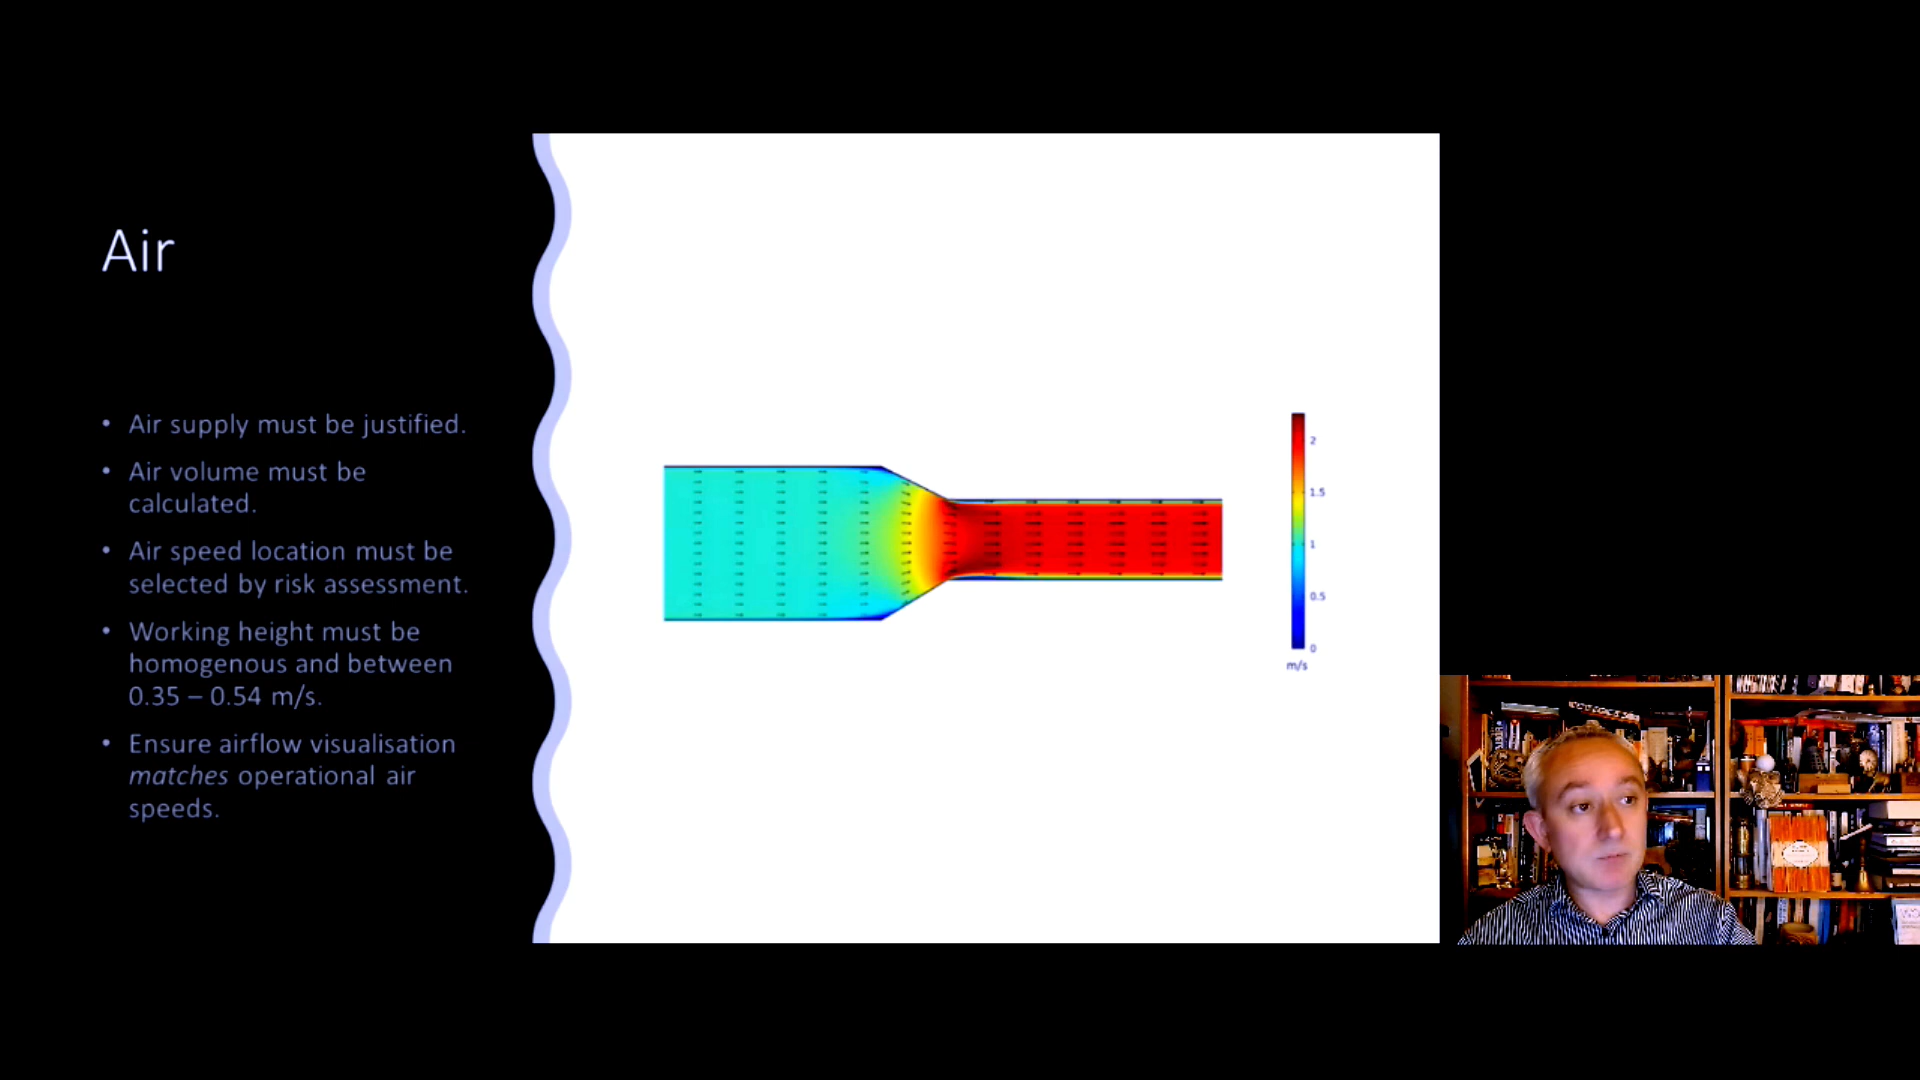 Air
• Air supply must be justified.
• Air volume must be
calculated.
• Air speed location must be
selected by risk assessment.
• Working height must be
homogenous and between
0.35 – 0.54 m/s.
• Ensure airflow visualisation
matches operational air
speeds.
2
1.5
1
0.5
0
m/s